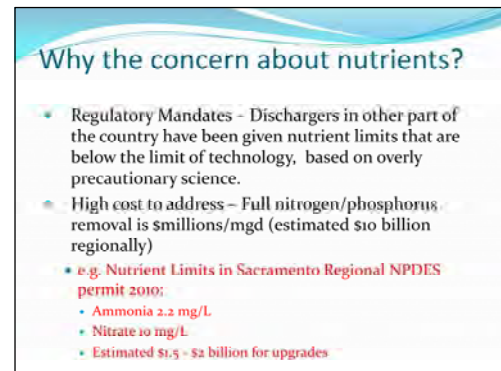 Why the concern about nutrients?
Regulatory Mandates – Dischargers in other part of
the country have been given nutrient limits that are
below the limit of technology, based on overly
precautionary science.
High cost to address – Full nitrogen/phosphorus
removal is $millions/mgd (estimated $10 billion
regionally)
e.g. Nutrient Limits in Sacramento Regional NPDES
permit 2010:
Ammonia 2.2 mg/L
Nitrate 10 mg/L
Estimated $1.5 - $2 billion for upgrades